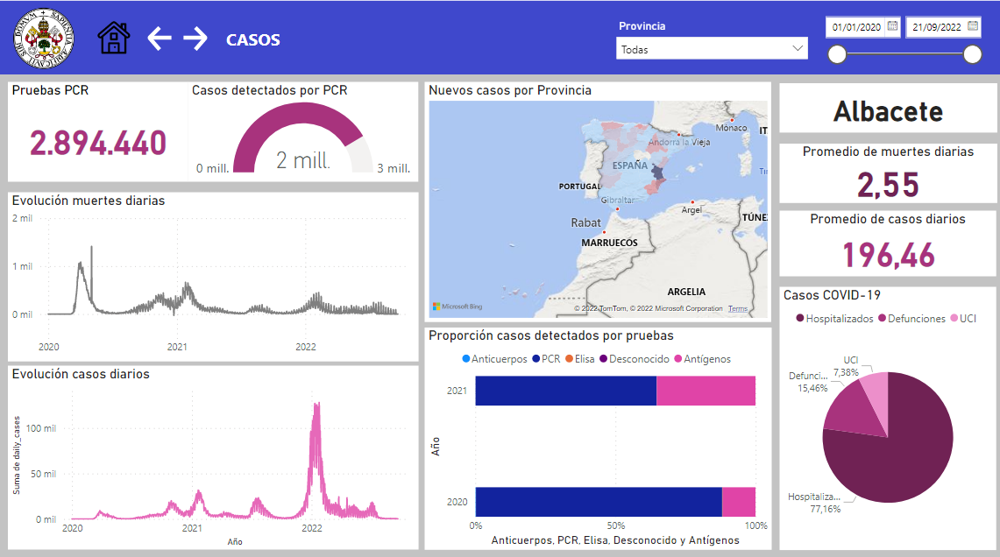 CASOS
Provincia
Todas
01/01/2020
21/09/2022
Pruebas PCR
2.894.440
Casos detectados por PCR
2 mill.
0 mill.
3 mill.
Evolución muertes diarias
2 mil
1 mil
0 mil
2020
2021
2022
Evolución casos diarios
Suma de daily_cases
100 mil
50 mil
0 mil
2020
2021
2022
Año
Nuevos casos por Provincia
Mónaco
IT
Andorra la Vieja
ESPAÑA
PORTUGAL
Gibraltar
Rabat
Argel
TÚNE
MARRUECOS
ARGELIA
Microsoft Bing
© 2022 TomTom, © 2022 Microsoft Corporation Terms
Proporción casos detectados por pruebas
Anticuerpos PCR Elisa Desconocido Antígenos
2021
Año
2020
0%
50%
100%
Anticuerpos, PCR, Elisa, Desconocido y Antígenos
Albacete
Promedio de muertes diarias
2,55
Promedio de casos diarios
196,46
Casos COVID-19
Hospitalizados Defunciones UCI
UCI
7,38%
Defunci...
15,46%
Hospitaliza...
77,16%